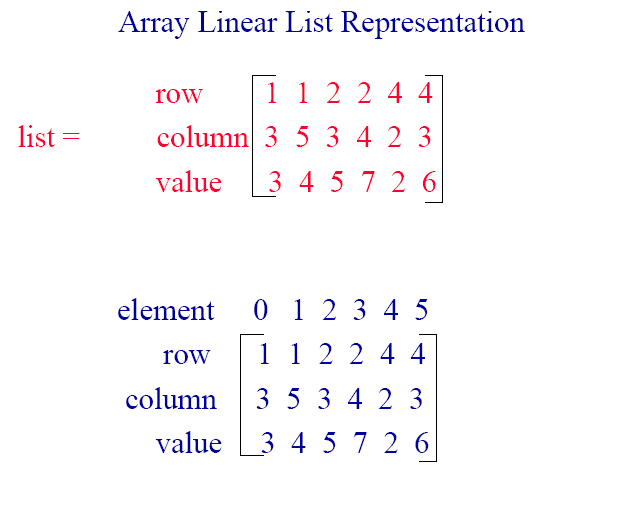 Array Linear List Representation
row 1 1 2 2 4 4
list = column 3 5 3 4 2 3
value 3 4 5 7 2 6
element 0 1 2 3 4 5
row 1 1 2 2 4 4
column 3 5 3 4 2 3
value 3 4 5 7 2 6